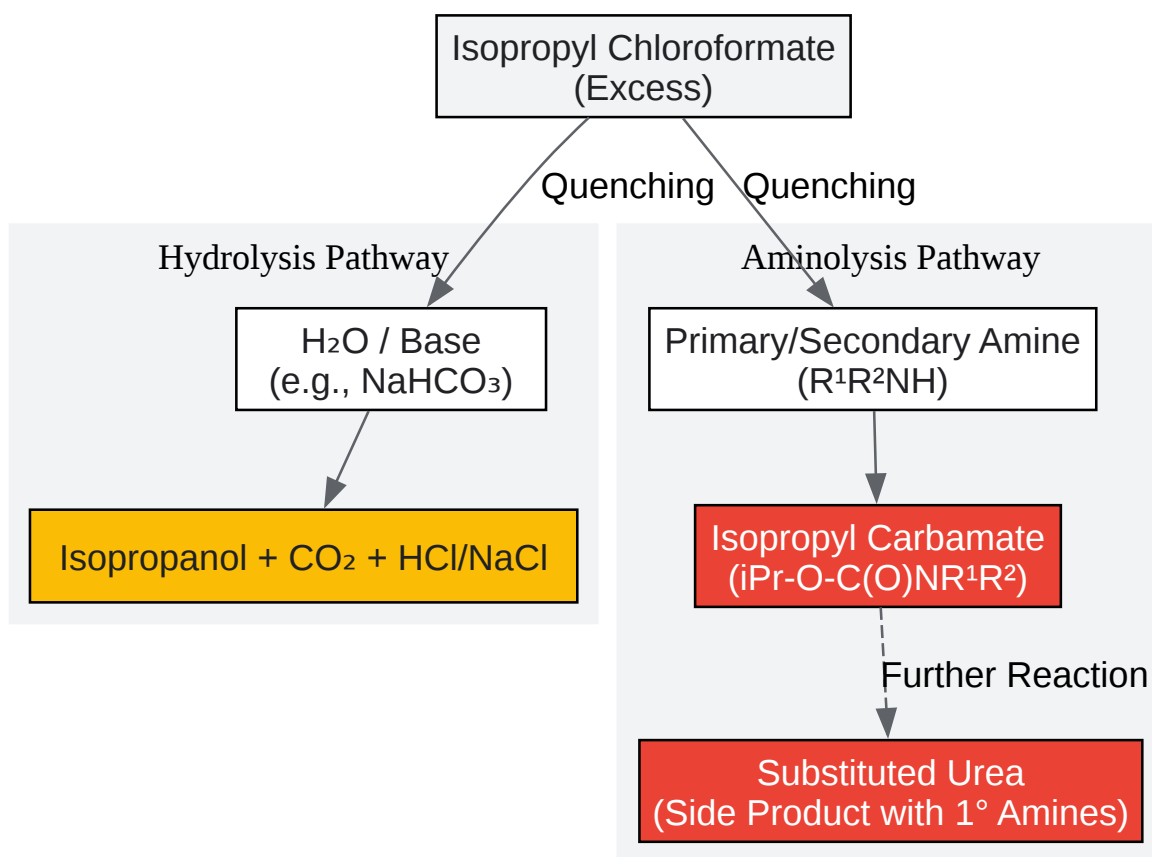 Isopropyl Chloroformate
(Excess)
Quenching
Quenching
Hydrolysis Pathway
Aminolysis Pathway
H₂O / Base
(e.g., NaHCO₃)
Primary/Secondary Amine
(R¹R²NH)
Isopropanol + CO₂ + HCl/NaCl
Isopropyl Carbamate
(iPr-O-C(O)NR¹R²)
Further Reaction
Substituted Urea
(Side Product with 1° Amines)